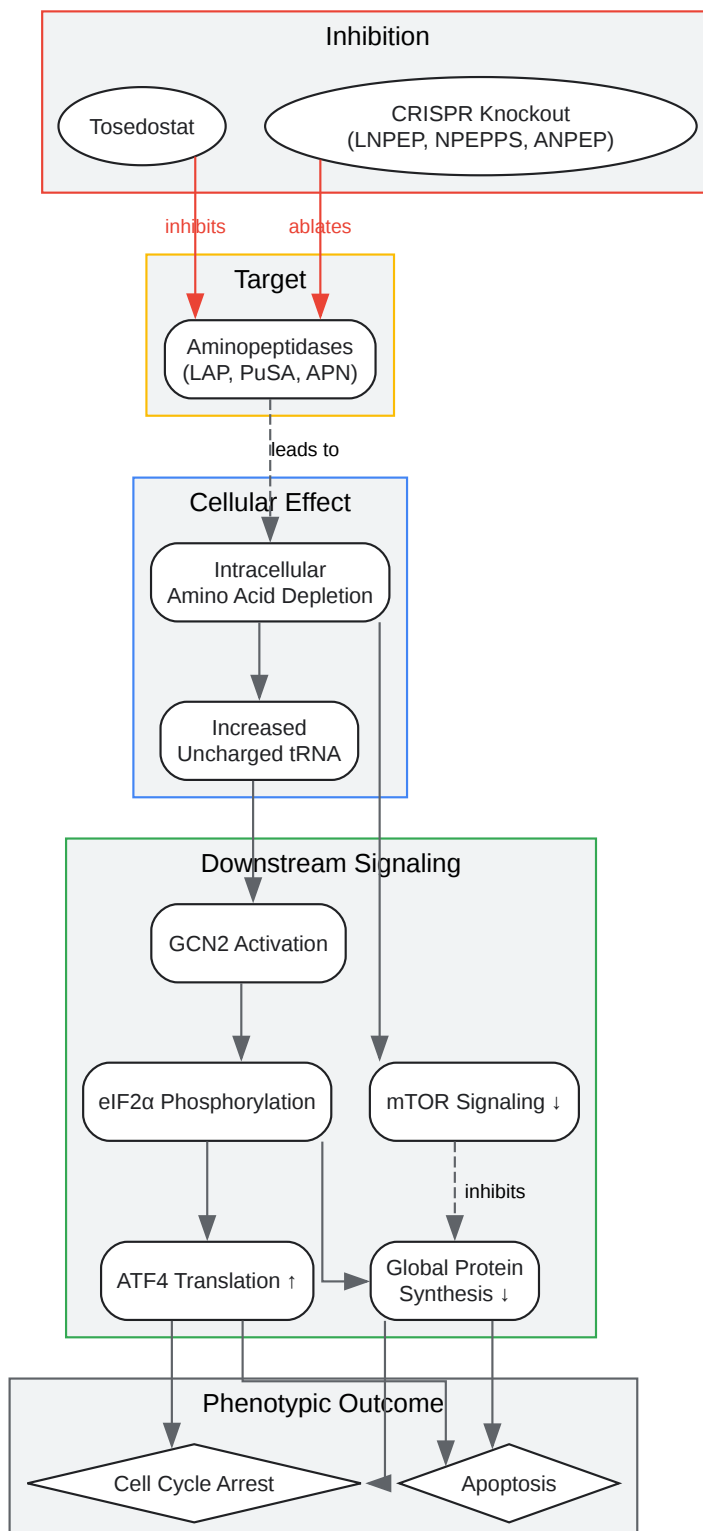 Inhibition
Tosedostat
CRISPR Knockout
(LNPEP, NPEPPS, ANPEP)
inhibits
ablates
Target
Aminopeptidases
(LAP, PuSA, APN)
leads to
Cellular Effect
Intracellular
Amino Acid Depletion
Increased
Uncharged tRNA
Downstream Signaling
GCN2 Activation
eIF2α Phosphorylation
mTOR Signaling ↓
inhibits
ATF4 Translation ↑
Global Protein
Synthesis ↓
Phenotypic Outcome
Cell Cycle Arrest
Apoptosis